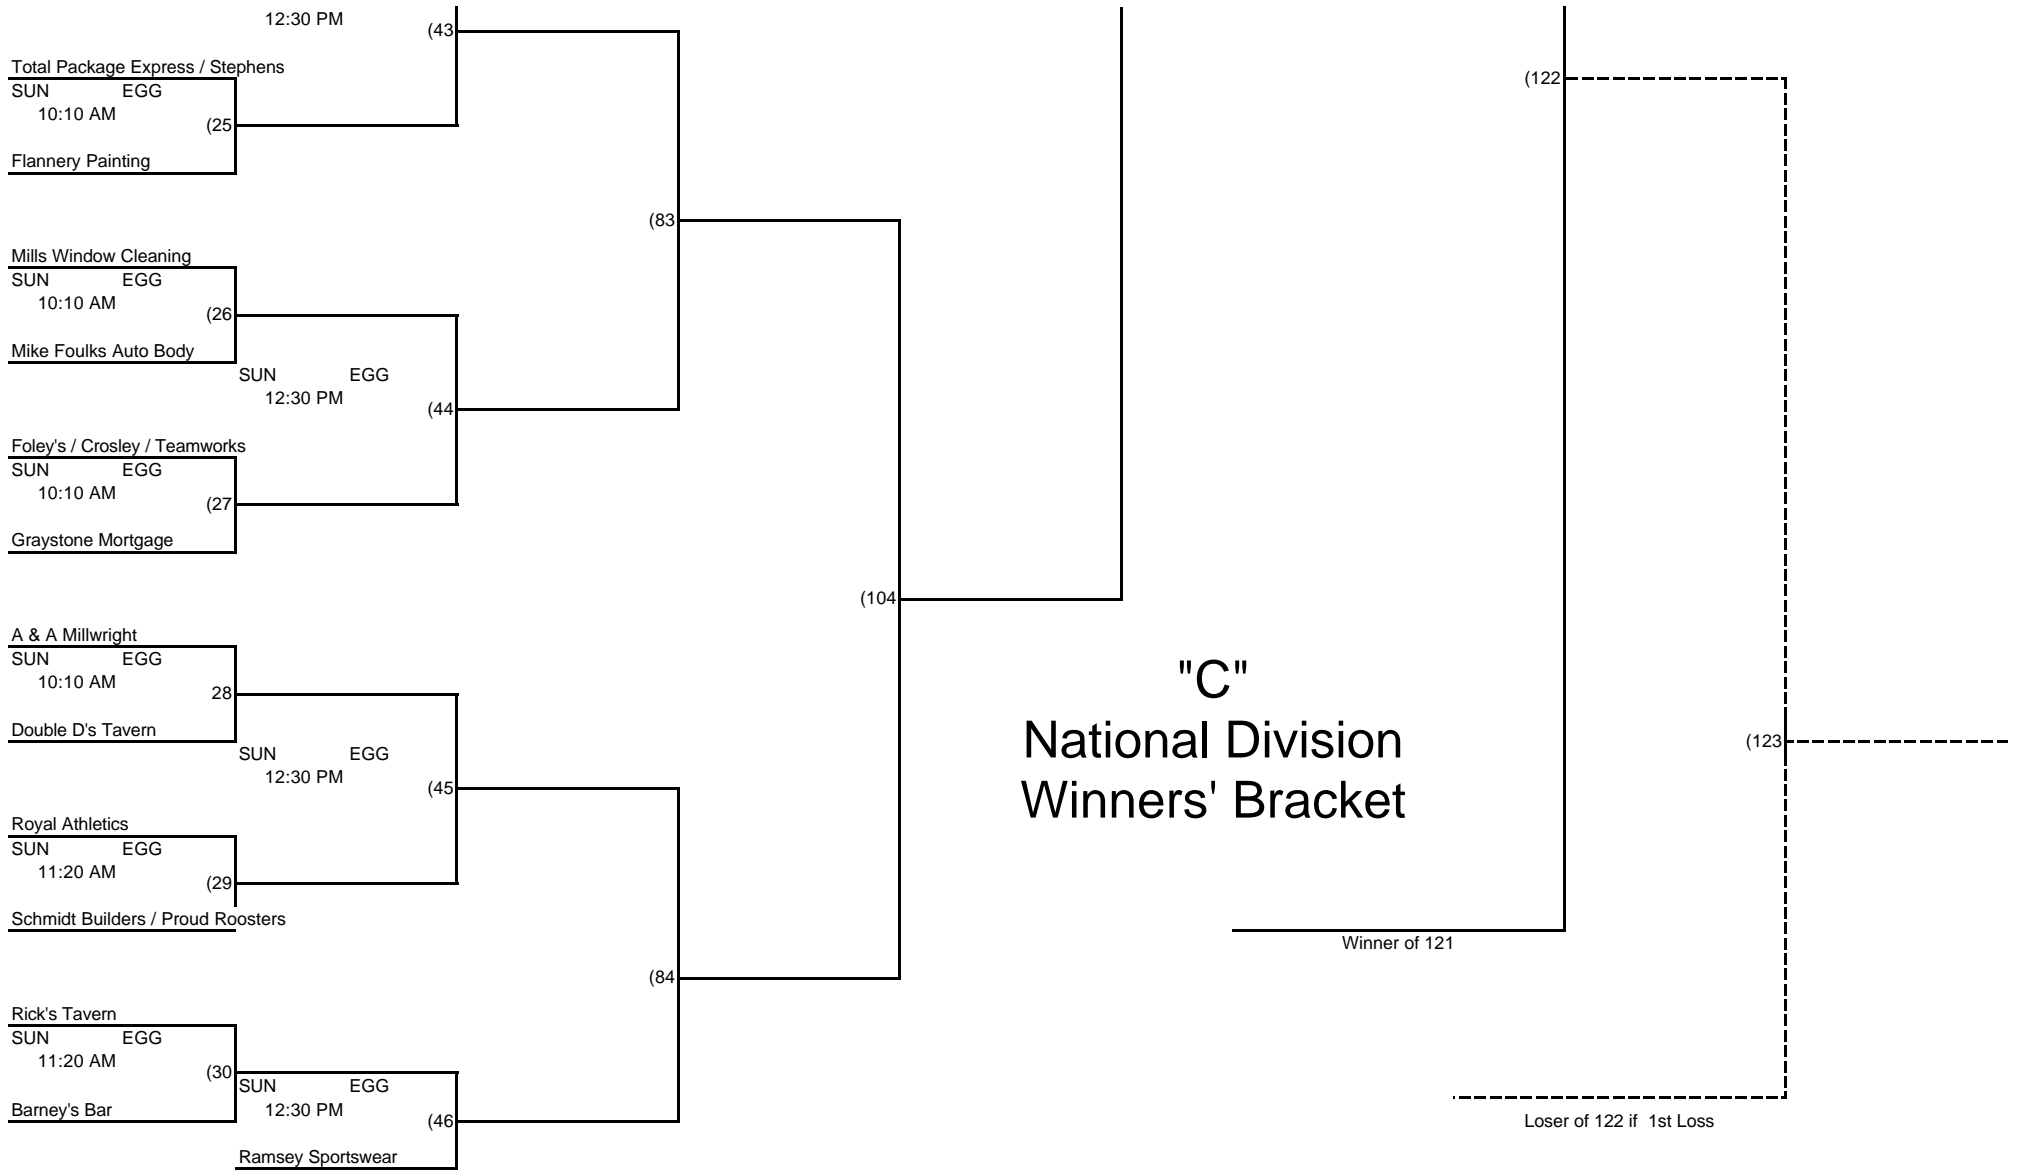 12:30 PM
(43
Total Package Express / Stephens
SUN EGG
10:10 AM
(25
Flannery Painting
(122
(83
Mills Window Cleaning
SUN EGG
10:10 AM
(26
Mike Foulks Auto Body
SUN EGG
12:30 PM
(44
Foley's / Crosley / Teamworks
SUN EGG
10:10 AM
(27
Graystone Mortgage
(104
A & A Millwright
SUN EGG
10:10 AM
28
Double D's Tavern
SUN EGG
12:30 PM
(45
Royal Athletics
SUN EGG
11:20 AM
(29
Schmidt Builders / Proud Roosters
(84
Rick's Tavern
SUN EGG
11:20 AM
(30
Barney's Bar
SUN EGG
12:30 PM
(46
Ramsey Sportswear
"C"
National Division
Winners' Bracket
(123
Winner of 121
Loser of 122 if 1st Loss